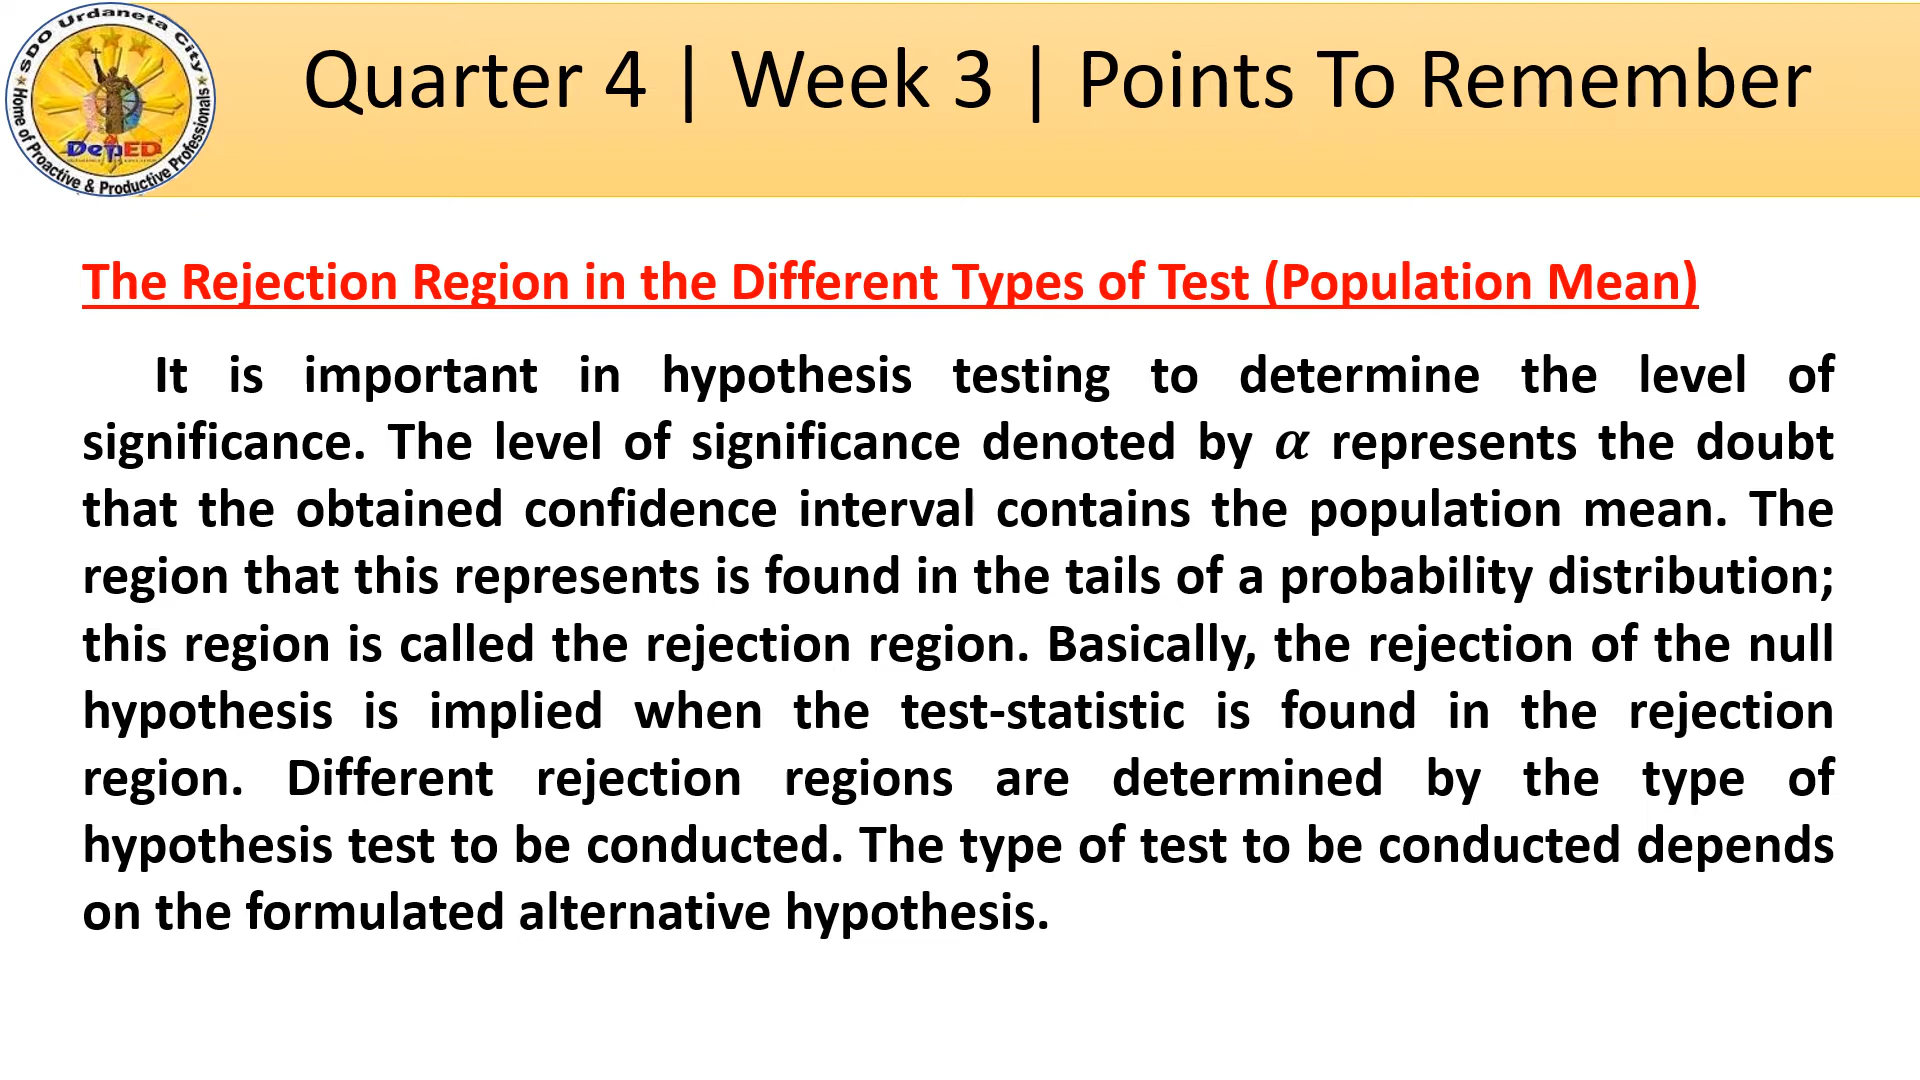 SDO Urdaneta City
Home of Proactive & Productive Professionals
DepED
Quarter 4 | Week 3 | Points To Remember
The Rejection Region in the Different Types of Test (Population Mean)
It is important in hypothesis testing to determine the level of
significance. The level of significance denoted by α represents the doubt
that the obtained confidence interval contains the population mean. The
region that this represents is found in the tails of a probability distribution;
this region is called the rejection region. Basically, the rejection of the null
hypothesis is implied when the test-statistic is found in the rejection
region. Different rejection regions are determined by the type of
hypothesis test to be conducted. The type of test to be conducted depends
on the formulated alternative hypothesis.